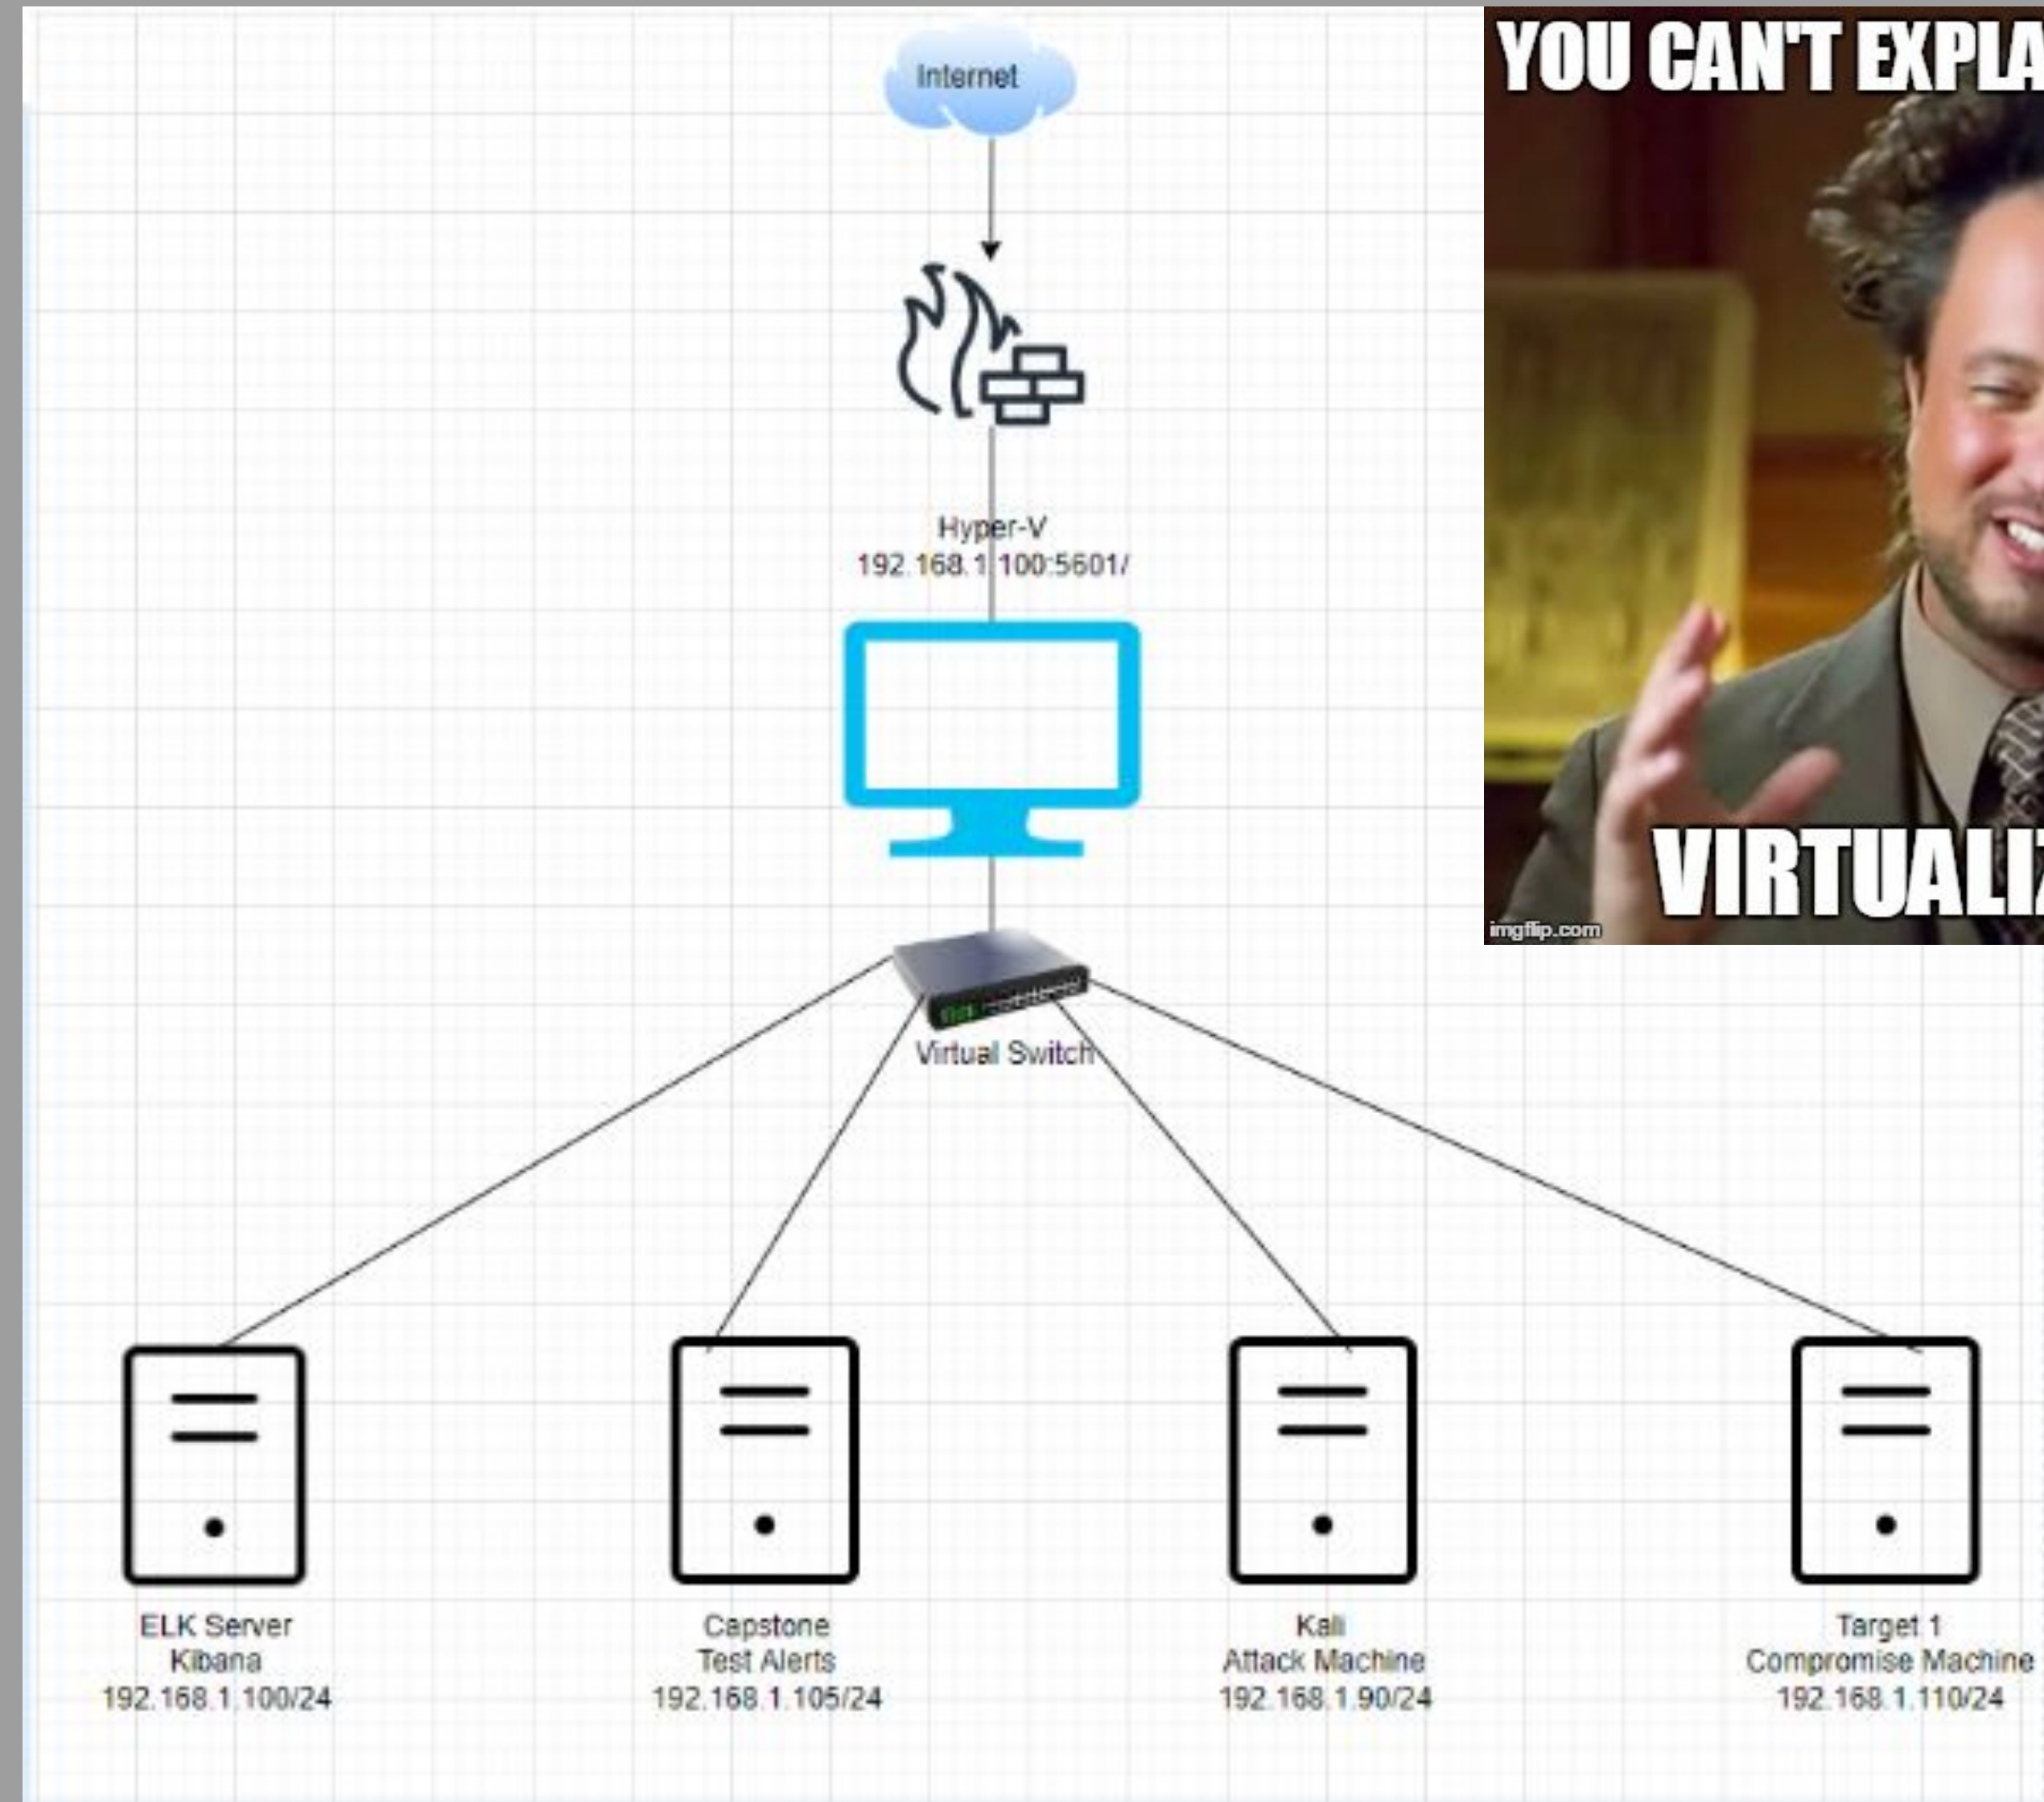 Internet
YOU CAN'T
Hyper-V
192.168.1.100:5601/
imgflip.com
Virtual Switch
ELK Server
Kibana
192.168.1.100/24
Capstone
Test Alerts
192.168.1.105/24
Kali
Attack Machine
192.168.1.90/24
Target 1
Compromise Machine
192.168.1.110/24